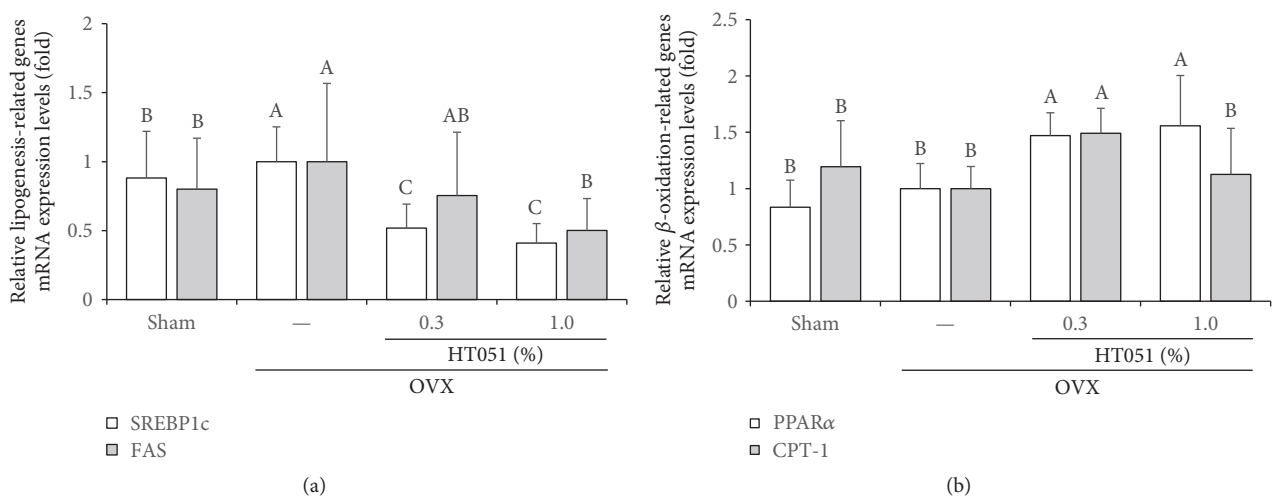 Relative lipogenesis-related genes
mRNA expression levels (fold)
2
1.5
1
0.5
0
B
B
A
A
C
AB
C
B
Sham
—
0.3
1.0
HT051 (%)
OVX
SREBP1c
FAS
(a)
Relative β-oxidation-related genes
mRNA expression levels (fold)
2.5
2
1.5
1
0.5
0
B
B
B
B
A
A
A
B
Sham
—
0.3
1.0
HT051 (%)
OVX
PPARα
CPT-1
(b)